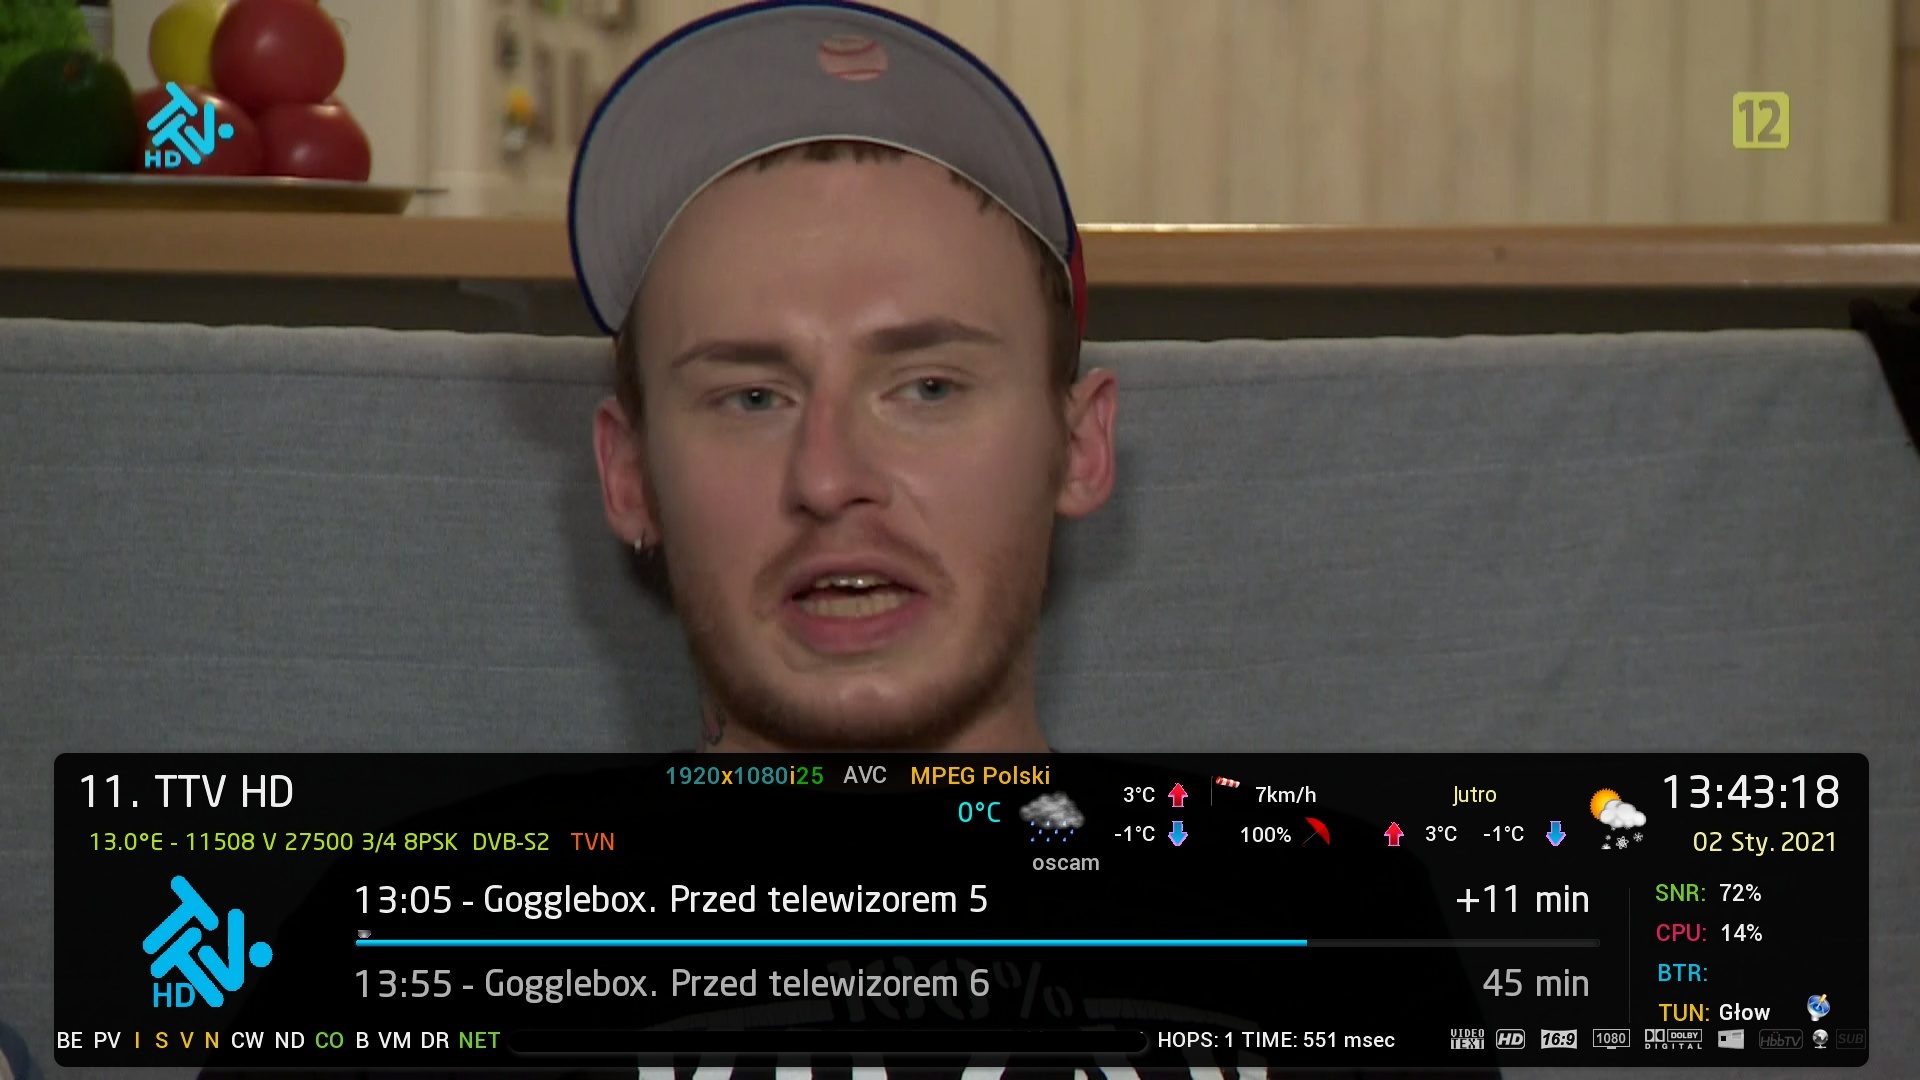 TTV HD
12
11. TTV HD
1920x1080i25 AVC MPEG Polski
13.0°E - 11508 V 27500 3/4 8PSK DVB-S2 TVN
0°C
3°C
-1°C
7km/h
100%
oscam
Jutro
3°C -1°C
13:43:18
02 Sty. 2021
TTV HD
13:05 - Gogglebox. Przed telewizorem 5 +11 min
13:55 - Gogglebox. Przed telewizorem 6 45 min
100%
SNR: 72%
CPU: 14%
BTR:
TUN: Głow
BE PV I S V N CW ND CO B VM DR NET
HOPS: 1 TIME: 551 msec
VIDEO TEXT HD 16:9 1080 DOLBY DIGITAL HbbTV SUB